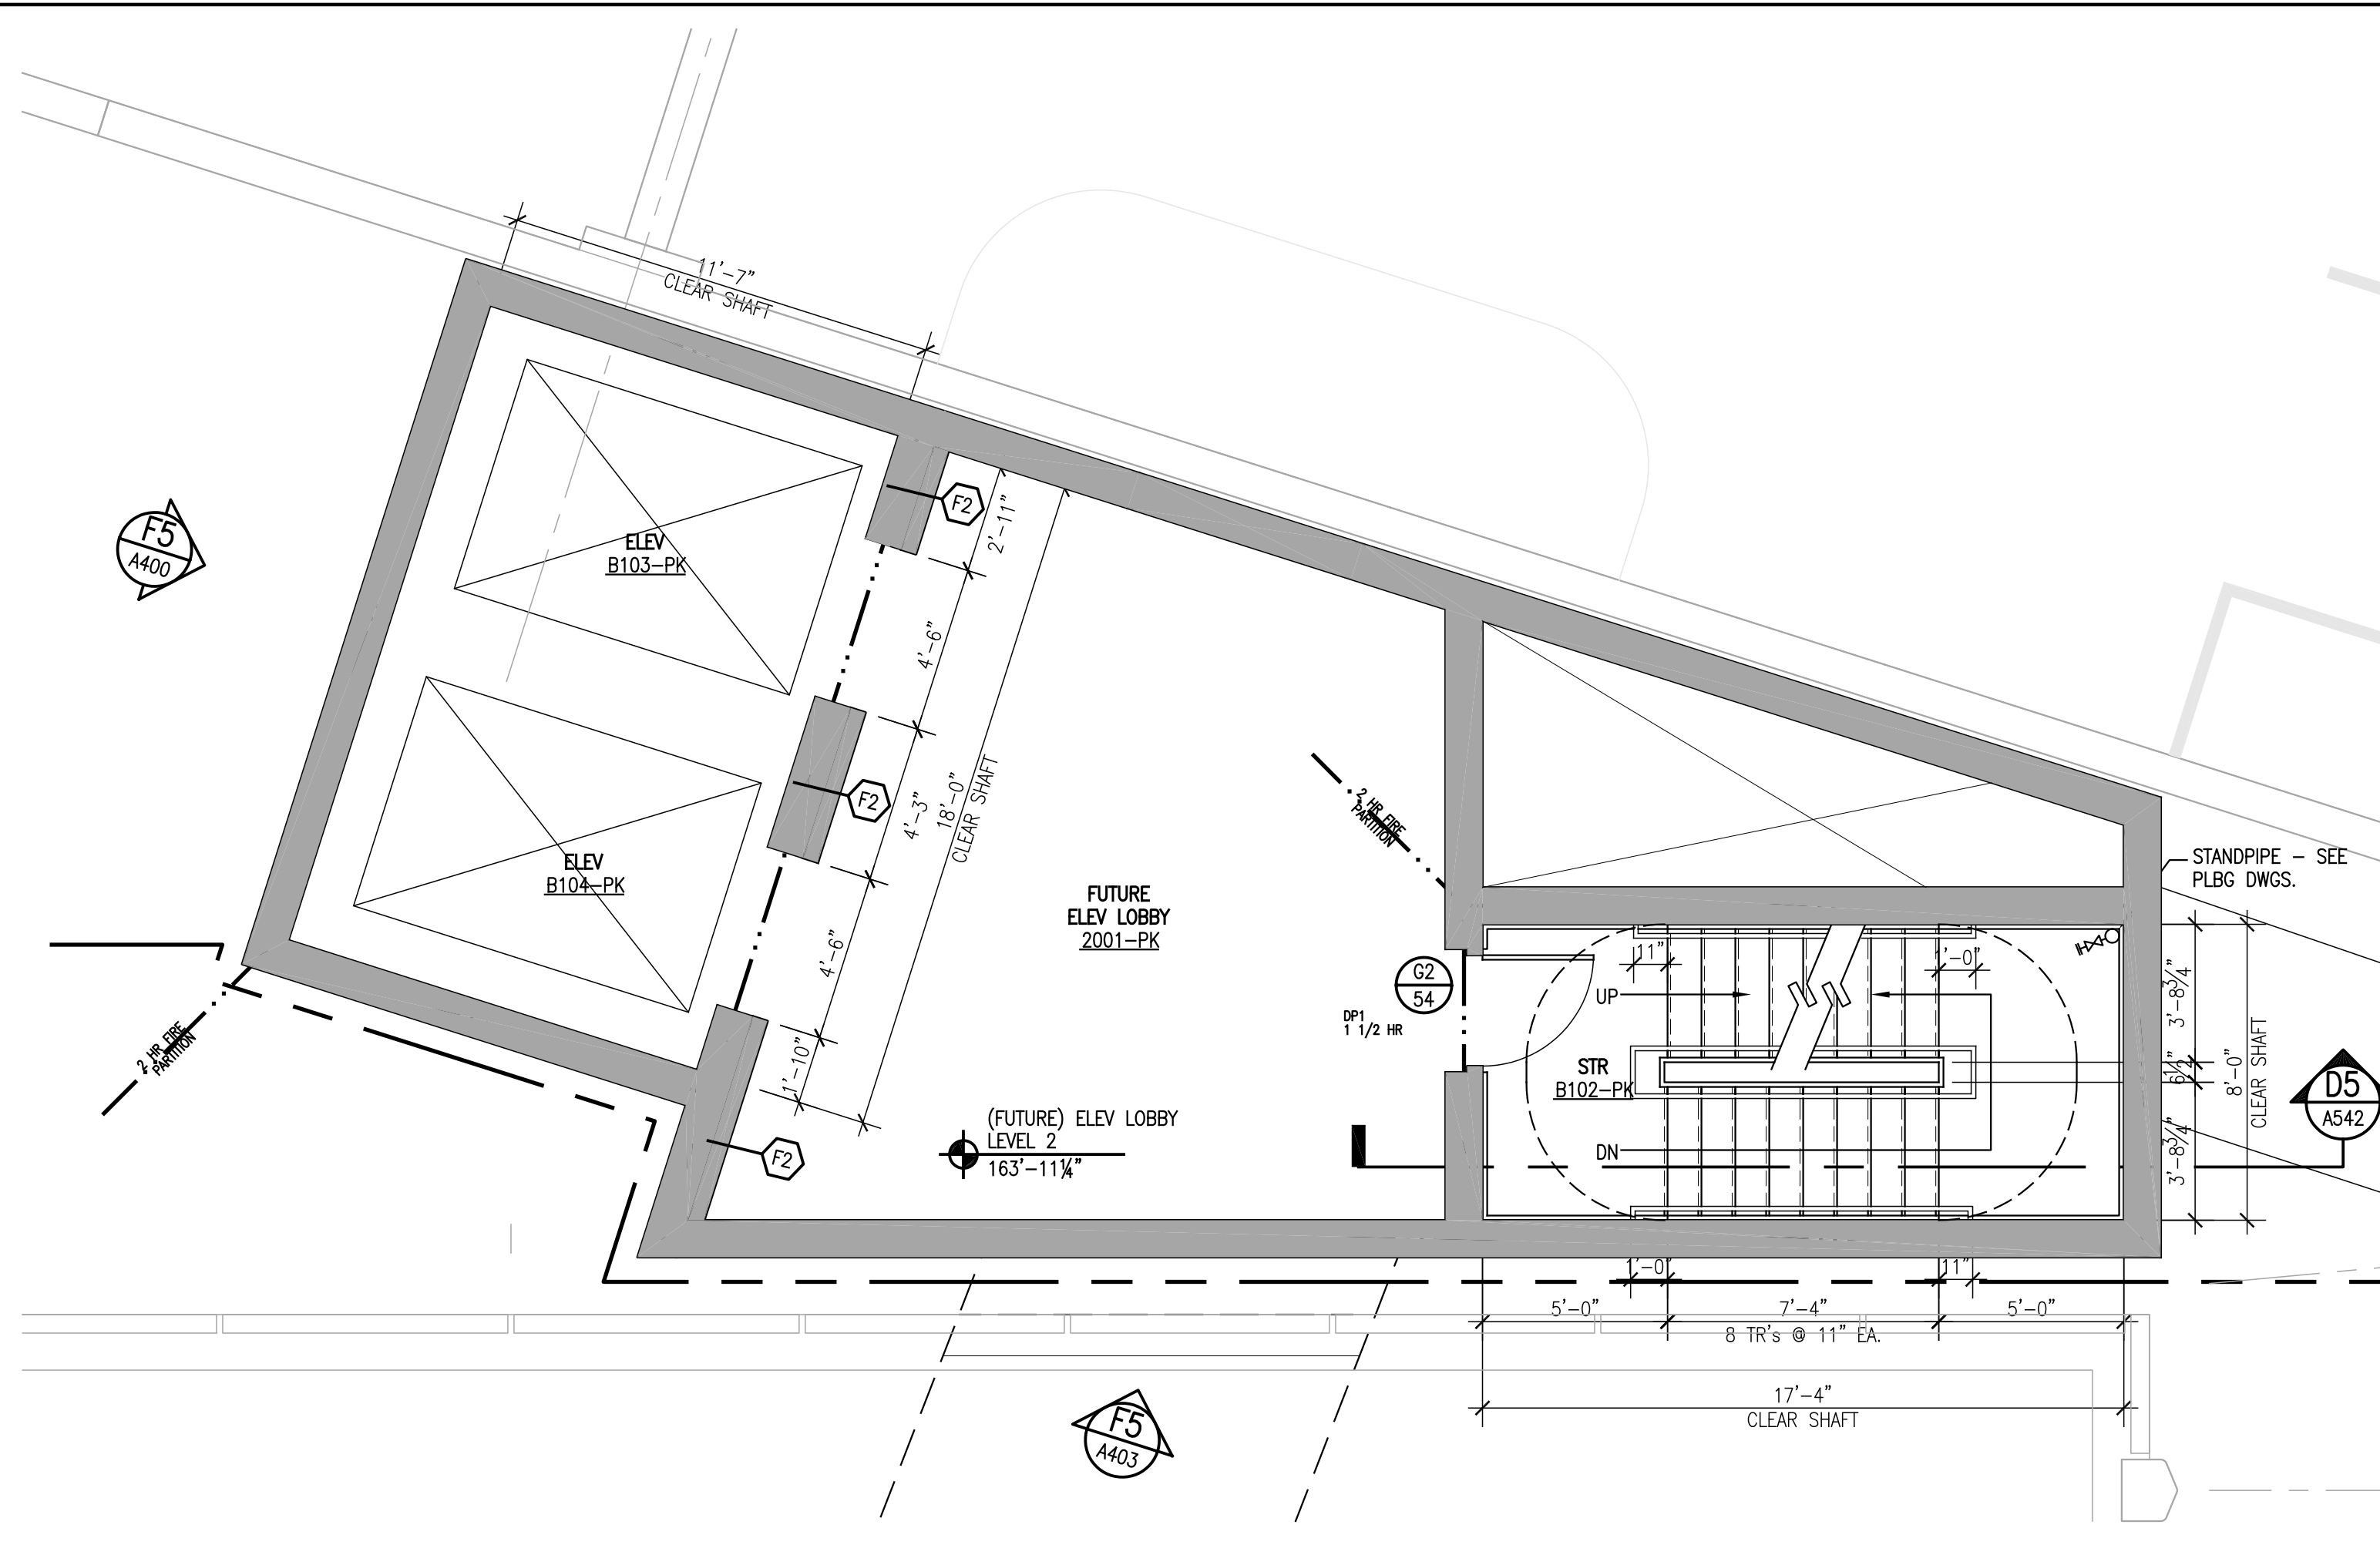 11'-7"
CLEAR SHAFT
F5
A400
ELEV
B103-PK
F2
2'-11"
4'-6"
F2
4'-3"
18'-0"
CLEAR SHAFT
ELEV
B104-PK
4'-6"
1'-10"
F2
2 HR FIRE
PARTITION
2 HR FIRE
PARTITION
FUTURE
ELEV LOBBY
2001-PK
(FUTURE) ELEV LOBBY
LEVEL 2
163'-11¼"
G2
54
DP1
1 1/2 HR
STANDPIPE – SEE
PLBG DWGS.
11"
1'-0"
UP
STR
B102-PK
DN
3'-8 3/4"
6 1/2"
3'-8 3/4"
8'-0"
CLEAR SHAFT
D5
A542
1'-0"
11"
5'-0"
7'-4"
5'-0"
8 TR's @ 11" EA.
17'-4"
CLEAR SHAFT
F5
A403